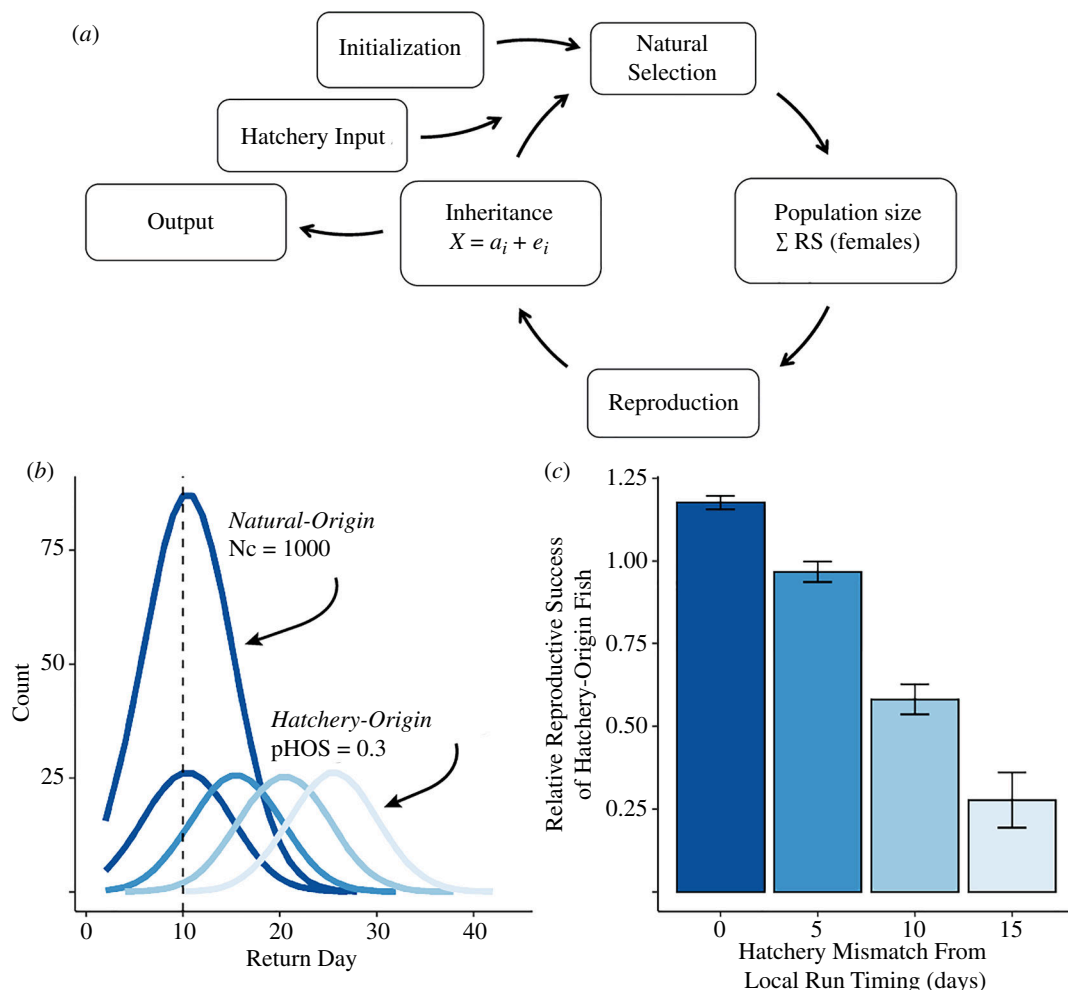 (a)
Initialization
Natural
Selection
Hatchery Input
Output
Inheritance
X = aᵢ + eᵢ
Population size
∑ RS (females)
Reproduction
(b)
Count
75
50
25
Natural-Origin
Nc = 1000
Hatchery-Origin
pHOS = 0.3
0
10
20
30
40
Return Day
(c)
Relative Reproductive Success
of Hatchery-Origin Fish
1.25
1.00
0.75
0.50
0.25
0
5
10
15
Hatchery Mismatch From
Local Run Timing (days)